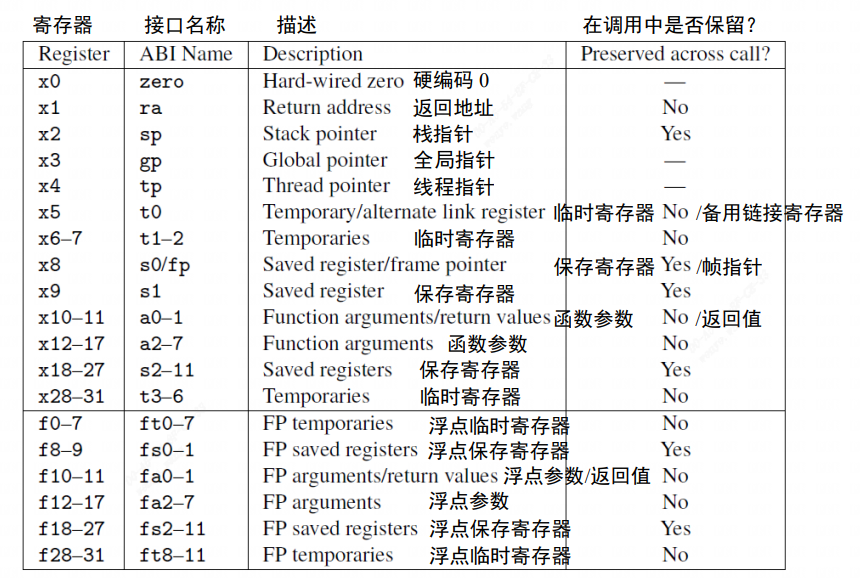 寄存器 接口名称 描述 在调用中是否保留?
Register ABI Name Description Preserved across call?
x0 zero Hard-wired zero 硬编码 0 —
x1 ra Return address 返回地址 No
x2 sp Stack pointer 栈指针 Yes
x3 gp Global pointer 全局指针 —
x4 tp Thread pointer 线程指针 —
x5 t0 Temporary/alternate link register 临时寄存器 No /备用链接寄存器
x6–7 t1–2 Temporaries 临时寄存器 No
x8 s0/fp Saved register/frame pointer 保存寄存器 Yes /帧指针
x9 s1 Saved register 保存寄存器 Yes
x10–11 a0–1 Function arguments/return values 函数参数 No /返回值
x12–17 a2–7 Function arguments 函数参数 No
x18–27 s2–11 Saved registers 保存寄存器 Yes
x28–31 t3–6 Temporaries 临时寄存器 No
f0–7 ft0–7 FP temporaries 浮点临时寄存器 No
f8–9 fs0–1 FP saved registers 浮点保存寄存器 Yes
f10–11 fa0–1 FP arguments/return values 浮点参数/返回值 No
f12–17 fa2–7 FP arguments 浮点参数 No
f18–27 fs2–11 FP saved registers 浮点保存寄存器 Yes
f28–31 ft8–11 FP temporaries 浮点临时寄存器 No